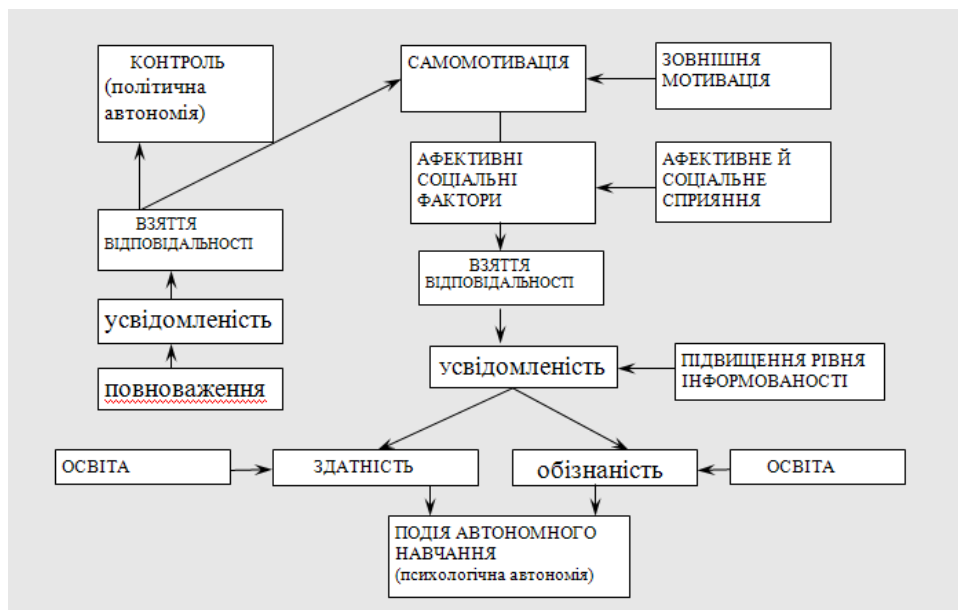 КОНТРОЛЬ
(політична
автономія)
САМОМОТИВАЦІЯ
ЗОВНІШНЯ
МОТИВАЦІЯ
АФЕКТИВНІ
СОЦІАЛЬНІ
ФАКТОРИ
АФЕКТИВНЕ Й
СОЦІАЛЬНЕ
СПРИЯННЯ
ВЗЯТТЯ
ВІДПОВІДАЛЬНОСТІ
ВЗЯТТЯ
ВІДПОВІДАЛЬНОСТІ
усвідомленість
повноваження
усвідомленість
ПІДВИЩЕННЯ РІВНЯ
ІНФОРМОВАНОСТІ
ОСВІТА
ЗДАТНІСТЬ
обізнаність
ОСВІТА
ПОДІЯ АВТОНОМНОГО
НАВЧАННЯ
(психологічна автономія)